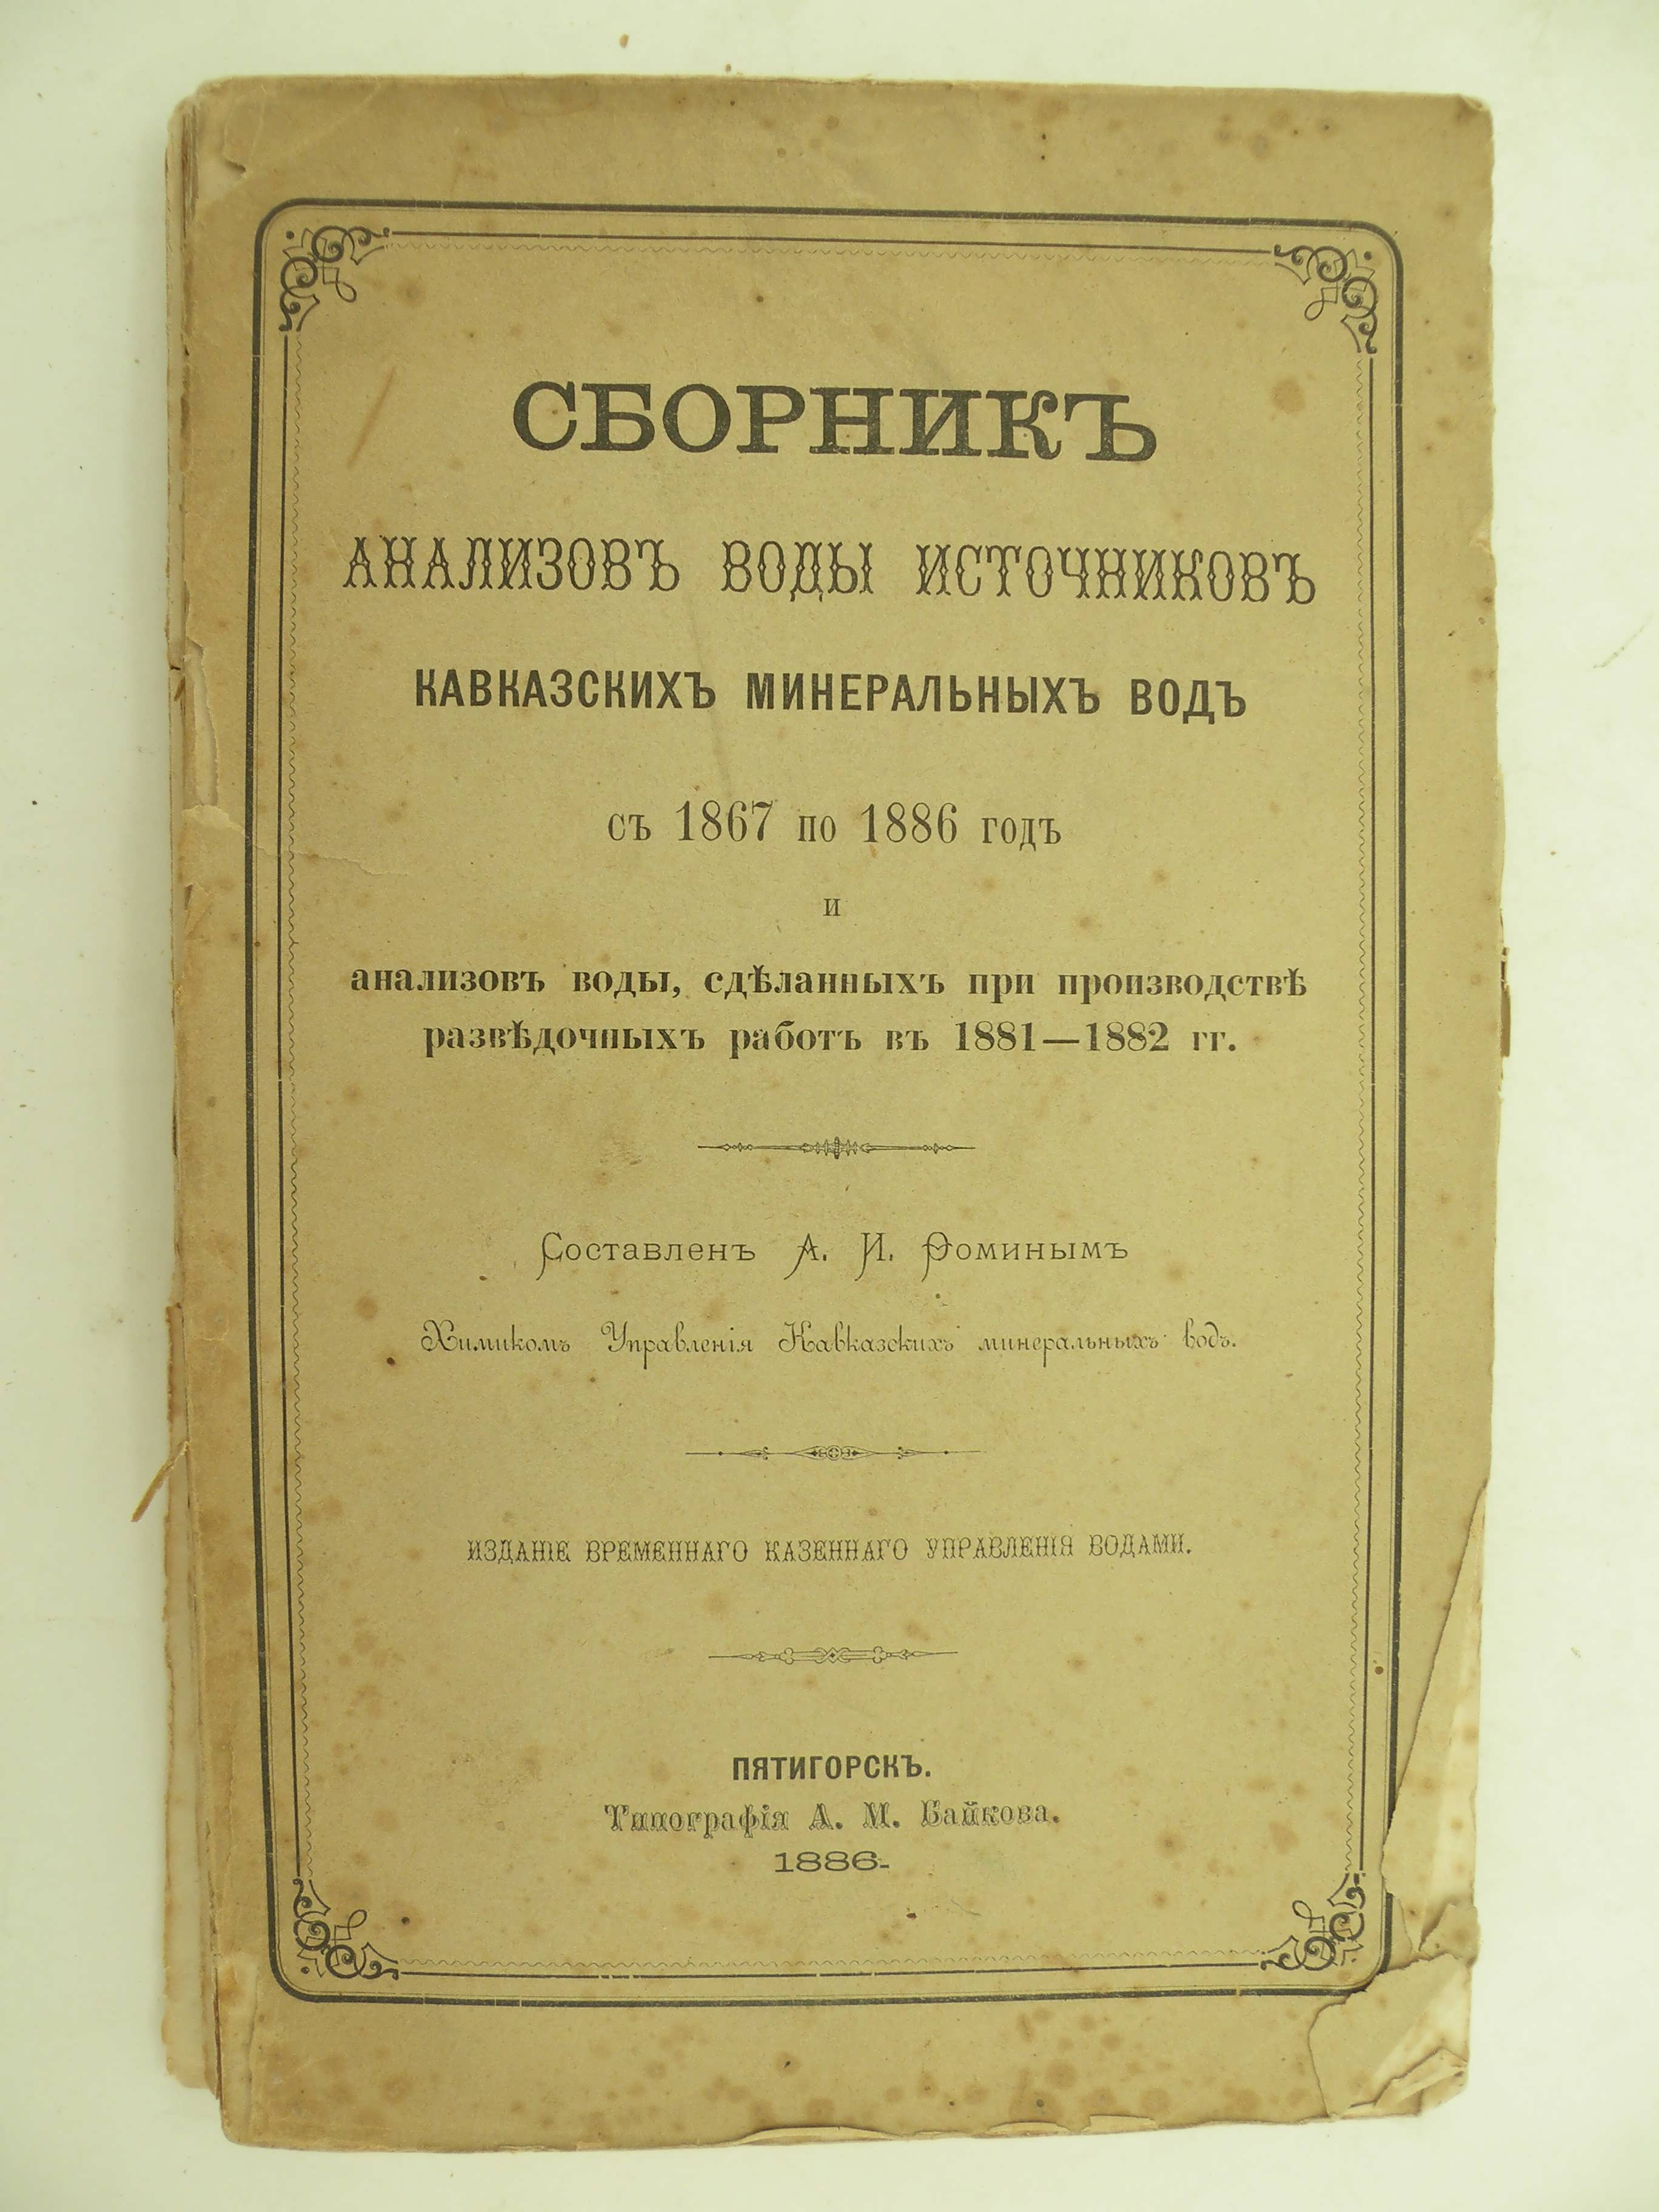 СБОРНИКЪ
АНАЛИЗОВЪ ВОДЫ ИСТОЧНИКОВЪ
КАВКАЗСКИХЪ МИНЕРАЛЬНЫХЪ ВОДЪ
съ 1867 по 1886 годъ
и
анализовъ воды, сдѣланныхъ при производствѣ
развѣдочныхъ работъ въ 1881—1882 гг.
Составленъ А. И. Ѳоминымъ
Химикомъ Управленія Кавказскихъ минеральныхъ водъ.
ИЗДАНІЕ ВРЕМЕННАГО КАЗЕННАГО УПРАВЛЕНІЯ ВОДАМИ.
ПЯТИГОРСКЪ.
Типографія А. М. Байкова.
1886.